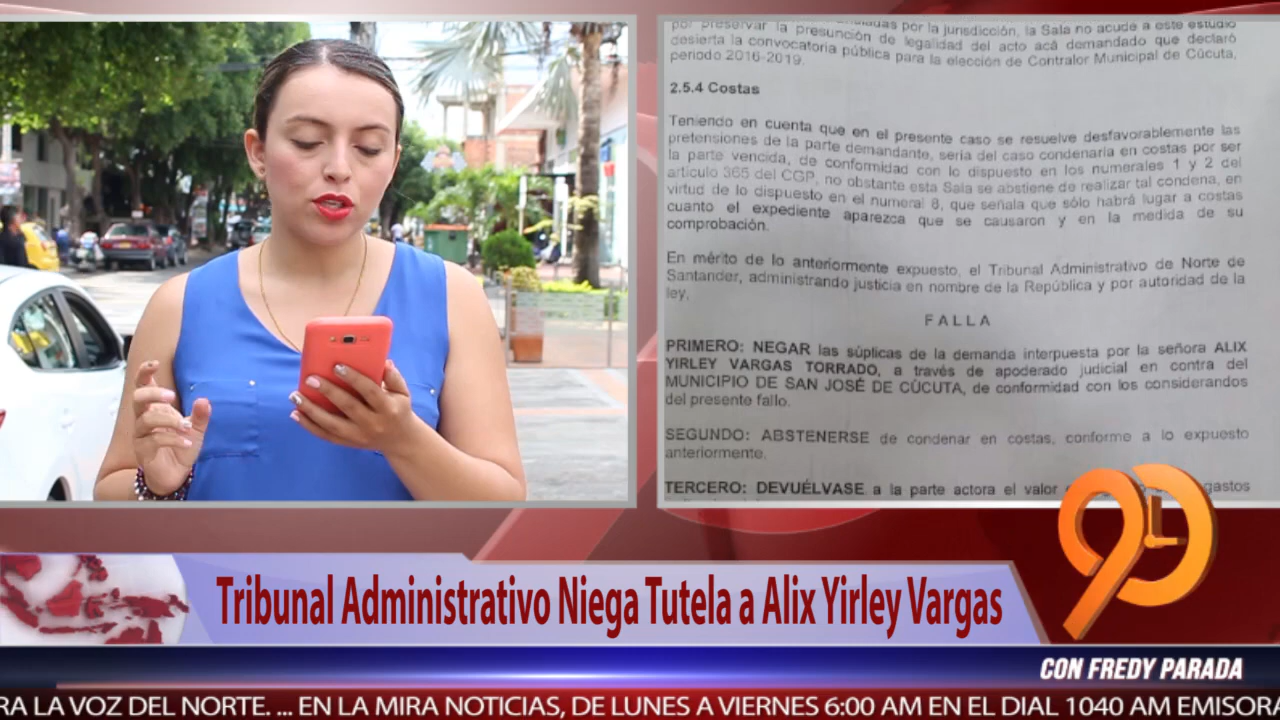 por preservar la presunción de legalidad del acto acá demandado que declaró
desierta la convocatoria pública para la elección de Contralor Municipal de Cúcuta,
periodo 2016-2019.
2.5.4 Costas
Teniendo en cuenta que en el presente caso se resuelve desfavorablemente las
pretensiones de la parte demandante, sería del caso condenarla en costas por ser
la parte vencida, de conformidad con lo dispuesto en los numerales 1 y 2 del
artículo 365 del CGP, no obstante esta Sala se abstiene de realizar tal condena, en
virtud de lo dispuesto en el numeral 8, que señala que sólo habrá lugar a costas
cuanto el expediente aparezca que se causaron y en la medida de su
comprobación.
En mérito de lo anteriormente expuesto, el Tribunal Administrativo de Norte de
Santander, administrando justicia en nombre de la República y por autoridad de la
ley,
F A L L A
PRIMERO: NEGAR las súplicas de la demanda interpuesta por la señora ALIX
YIRLEY VARGAS TORRADO, a través de apoderado judicial en contra del
MUNICIPIO DE SAN JOSÉ DE CÚCUTA, de conformidad con los considerandos
del presente fallo.
SEGUNDO: ABSTENERSE de condenar en costas, conforme a lo expuesto
anteriormente.
TERCERO: DEVUÉLVASE a la parte actora el valor gastos
90
Tribunal Administrativo Niega Tutela a Alix Yirley Vargas
CON FREDY PARADA
RA LA VOZ DEL NORTE. ... EN LA MIRA NOTICIAS, DE LUNES A VIERNES 6:00 AM EN EL DIAL 1040 AM EMISORA